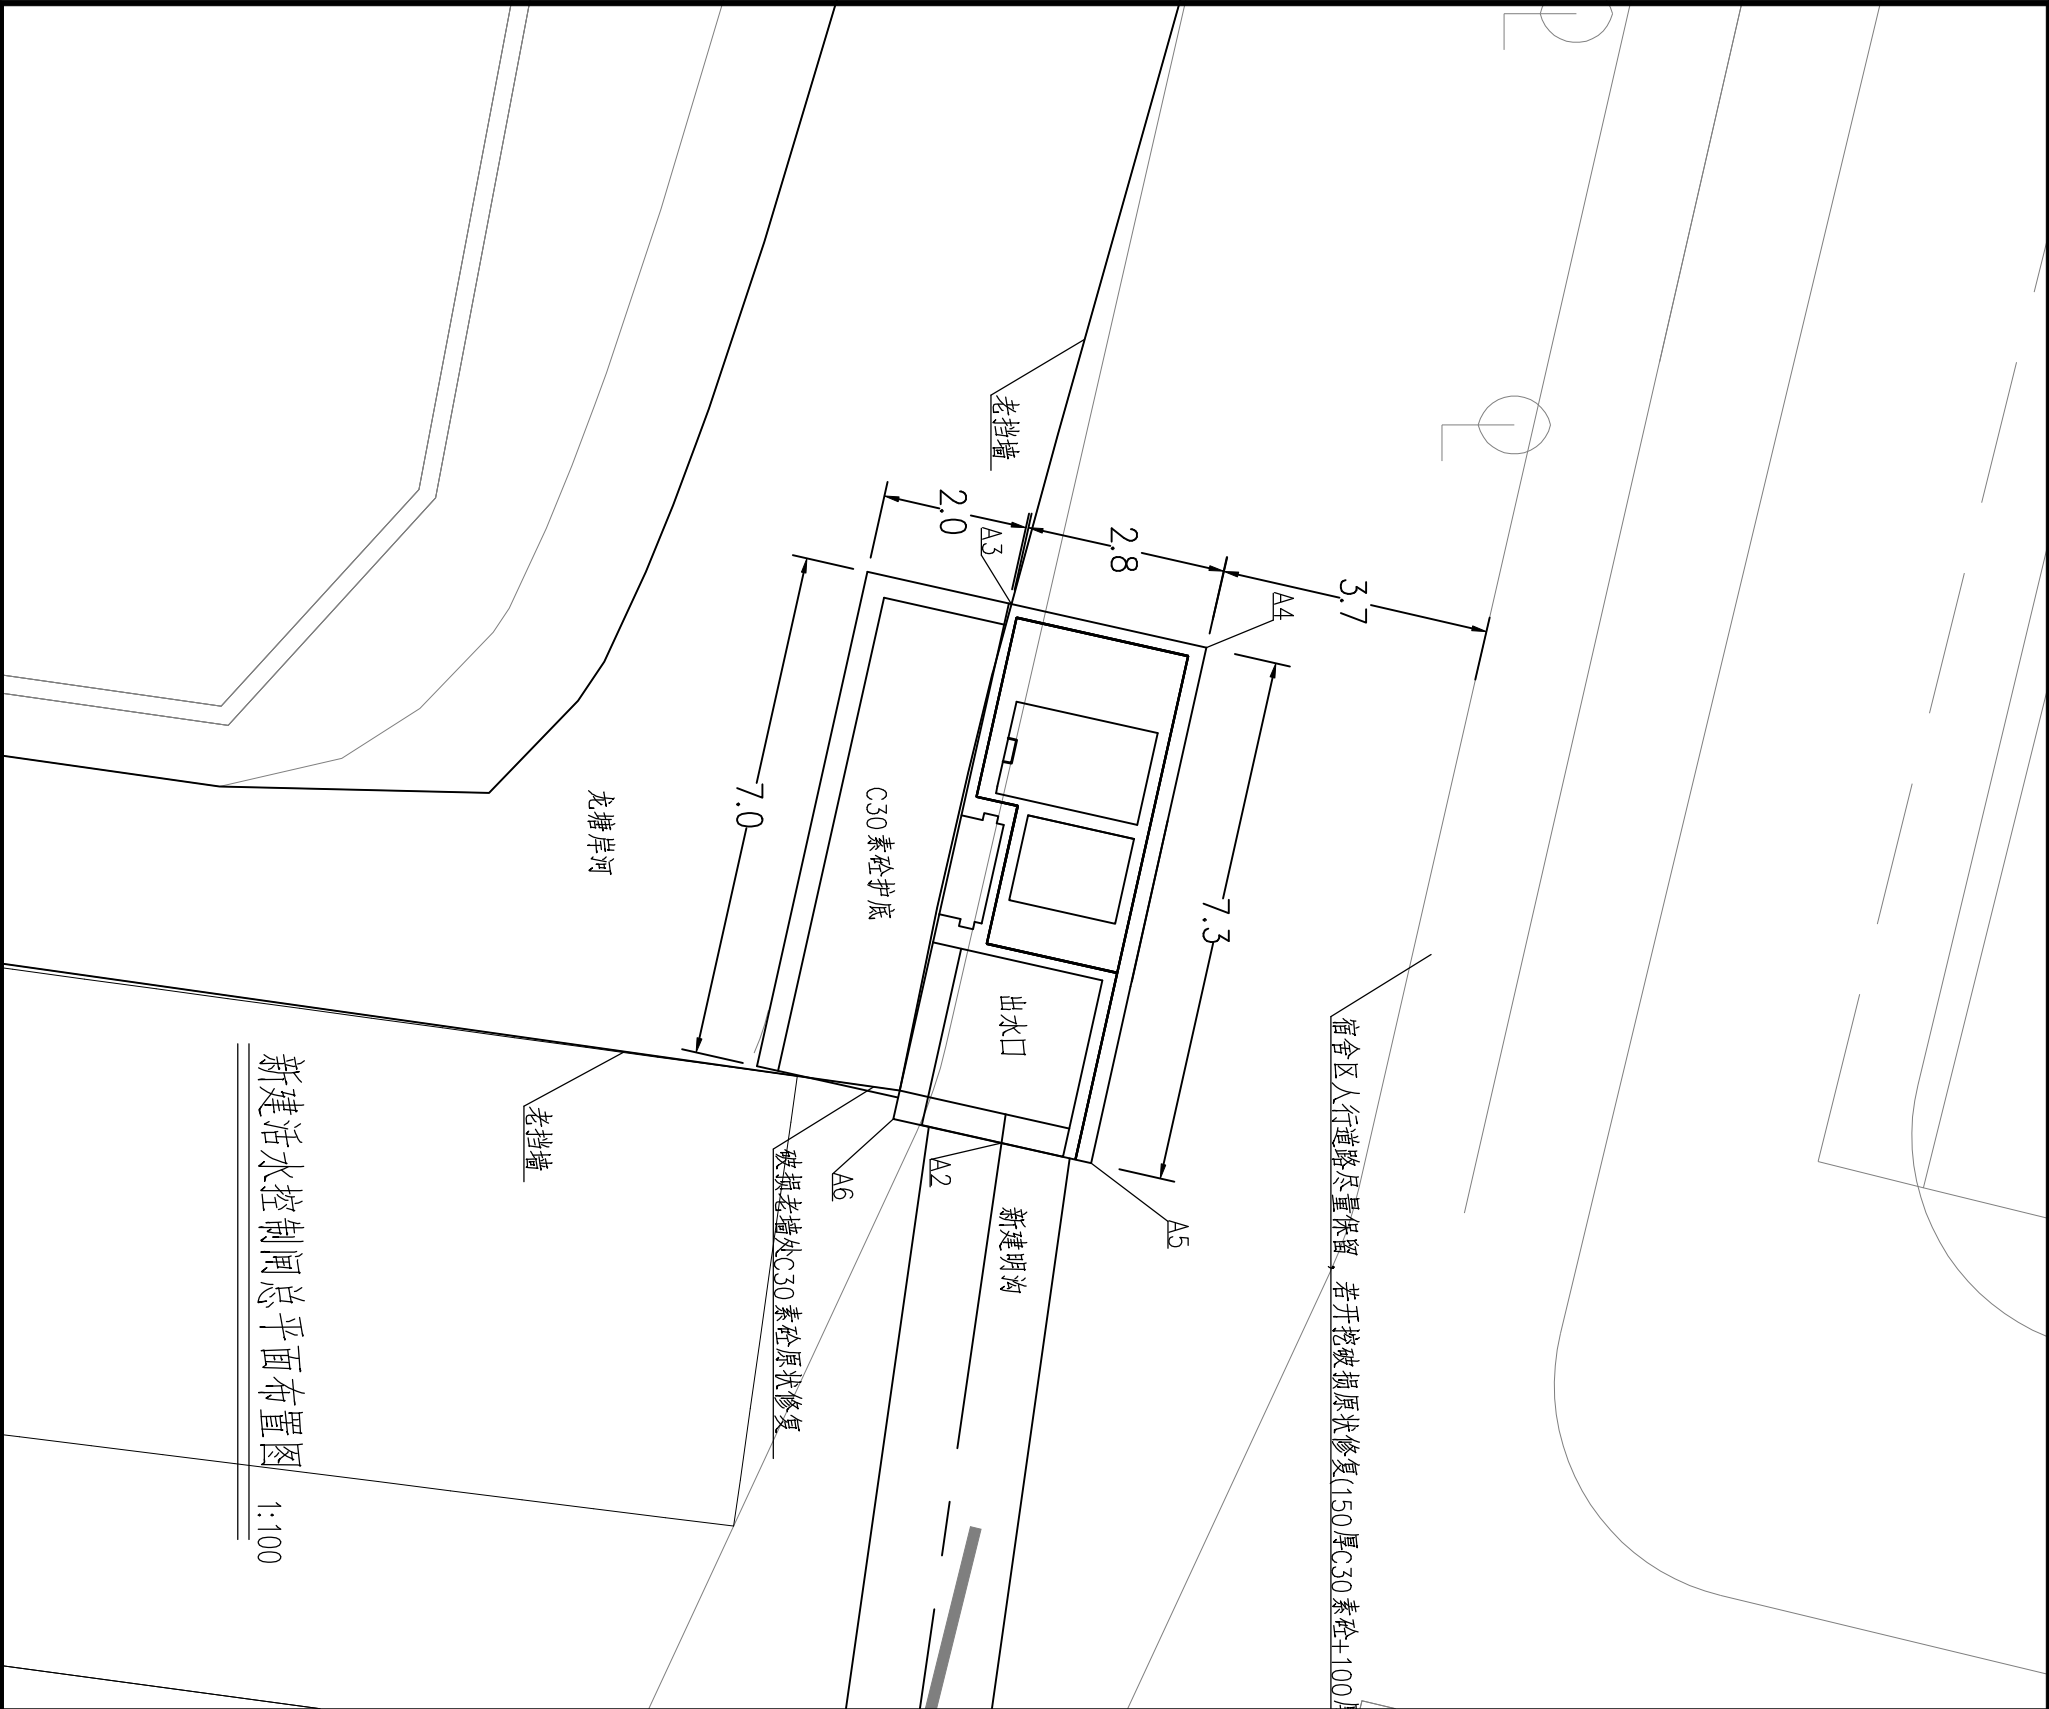 宿舍区人行道路尽量保留，若开挖破损原状修复(150厚C30素砼+100厚
3.7
A4
7.3
A5
2.8
老挡墙
A3
出水口
新建明沟
2.0
A2
C30素砼护底
A6
破损老墙处C30素砼原状修复
7.0
龙塘岸河
老挡墙
新建活水控制闸总平面布置图 1:100